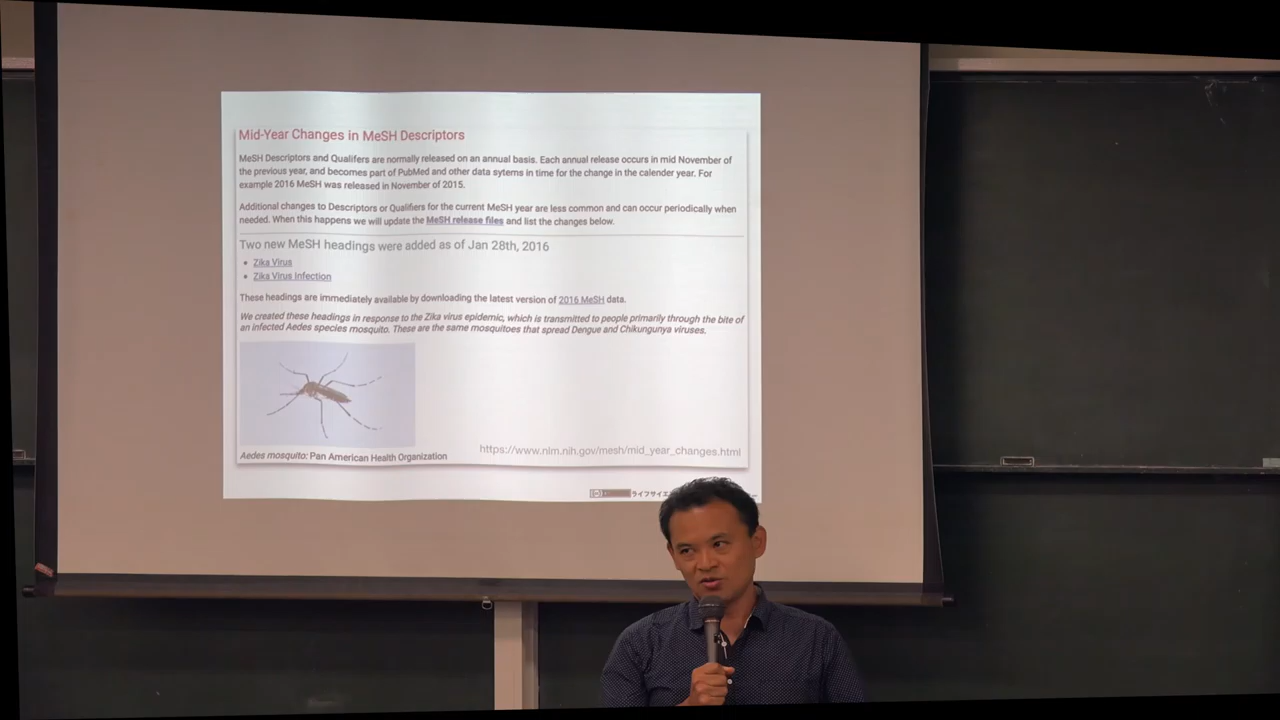 Mid-Year Changes in MeSH Descriptors
MeSH Descriptors and Qualifers are normally released on an annual basis. Each annual release occurs in mid November of
the previous year, and becomes part of PubMed and other data sytems in time for the change in the calender year. For
example 2016 MeSH was released in November of 2015.
Additional changes to Descriptors or Qualifiers for the current MeSH year are less common and can occur periodically when
needed. When this happens we will update the MeSH release files and list the changes below.
Two new MeSH headings were added as of Jan 28th, 2016
• Zika Virus
• Zika Virus Infection
These headings are immediately available by downloading the latest version of 2016 MeSH data.
We created these headings in response to the Zika virus epidemic, which is transmitted to people primarily through the bite of
an infected Aedes species mosquito. These are the same mosquitoes that spread Dengue and Chikungunya viruses.
Aedes mosquito: Pan American Health Organization
https://www.nlm.nih.gov/mesh/mid_year_changes.html
ライフサイエ